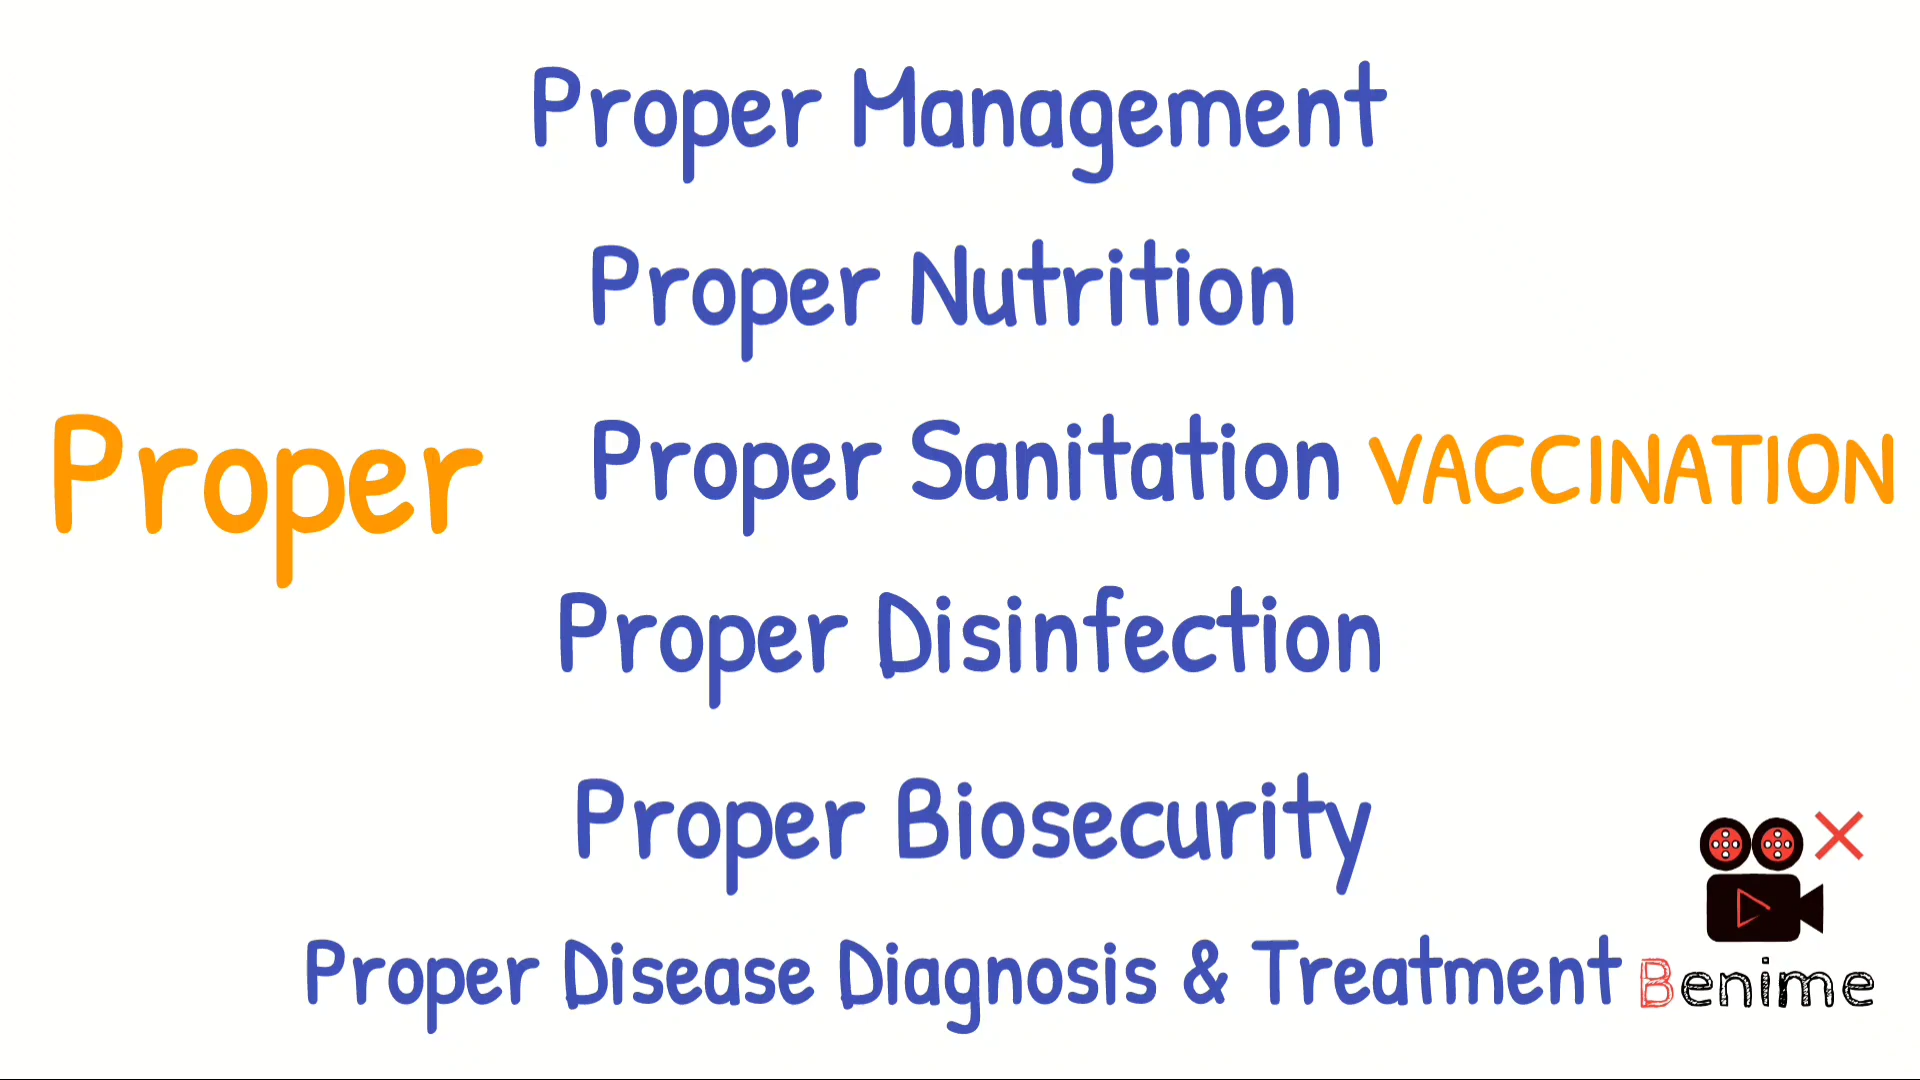 Proper Management
Proper Nutrition
Proper
Proper Sanitation
VACCINATION
Proper Disinfection
Proper Biosecurity
Proper Disease Diagnosis & Treatment
Benime